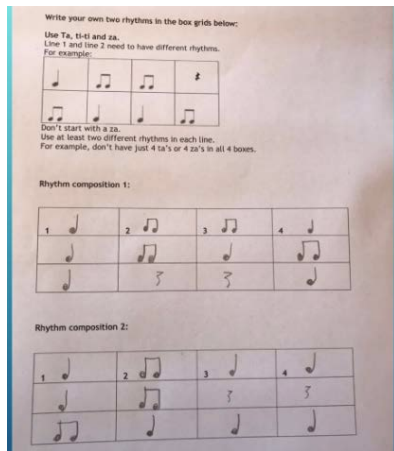 Write your own two rhythms in the box grids below:
Use Ta, ti-ti and za.
Line 1 and line 2 need to have different rhythms.
For example:
Don't start with a za.
Use at least two different rhythms in each line.
For example, don't have just 4 ta's or 4 za's in all 4 boxes.
Rhythm composition 1:
1 2 3 4
Rhythm composition 2:
1 2 3 4